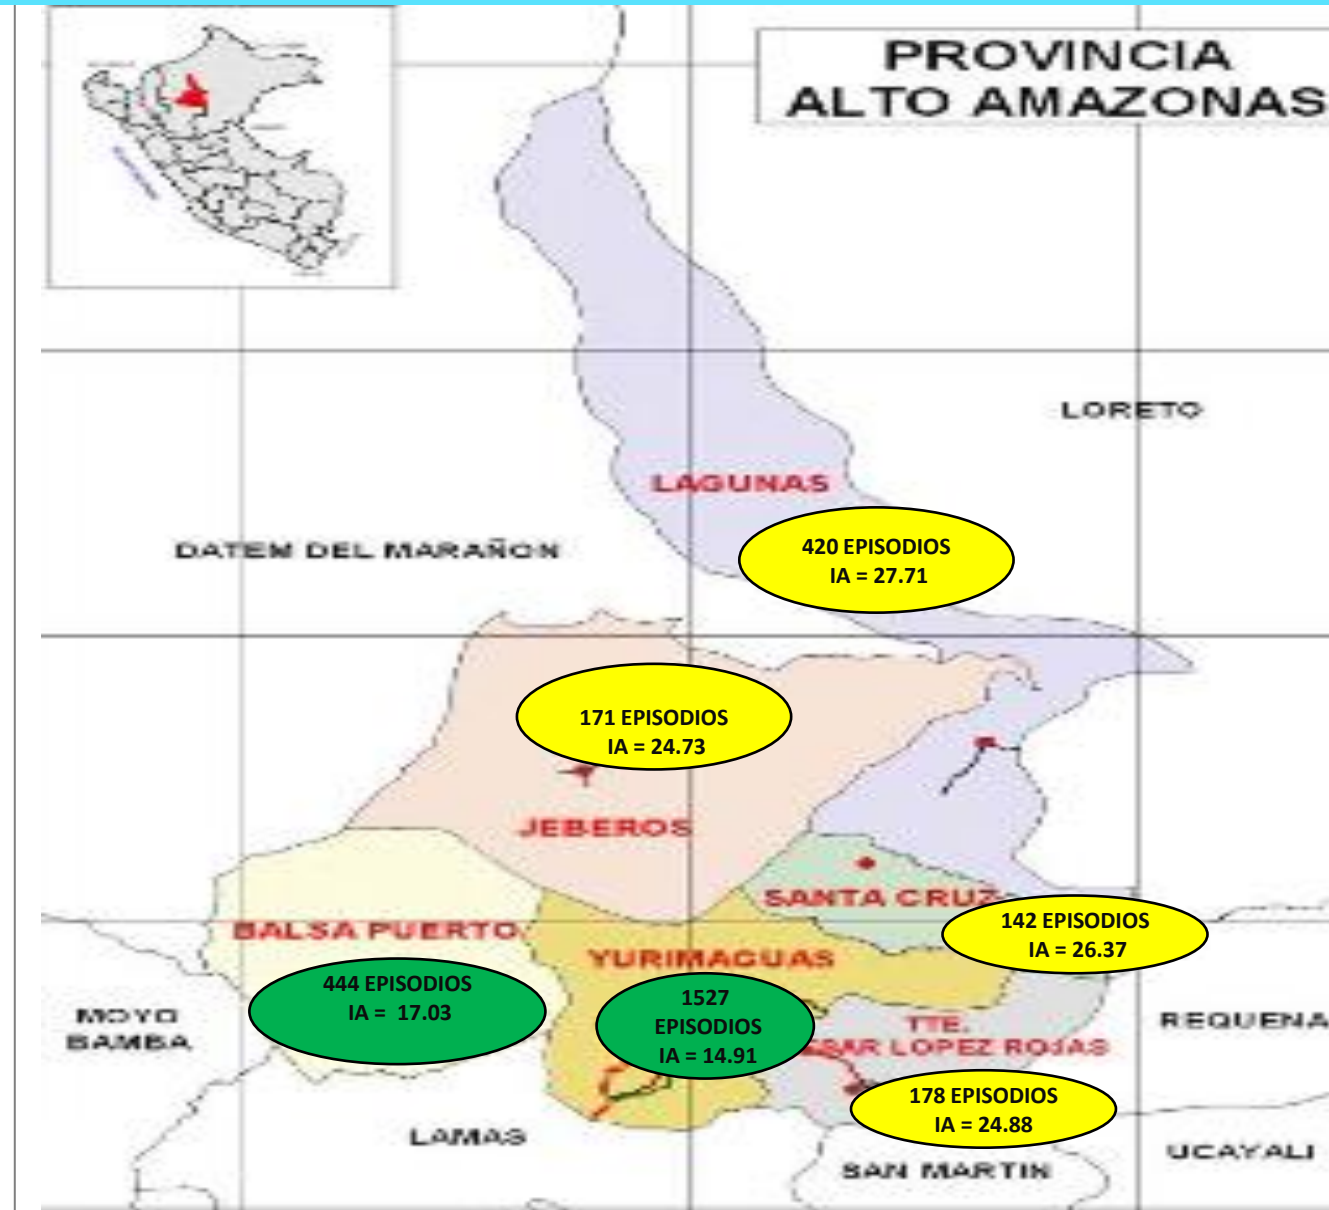 PROVINCIA
ALTO AMAZONAS
LORETO
LAGUNAS
DATEM DEL MARAÑON
420 EPISODIOS
IA = 27.71
171 EPISODIOS
IA = 24.73
JEBEROS
SANTA CRUZ
142 EPISODIOS
IA = 26.37
BALSA PUERTO
YURIMAGUAS
444 EPISODIOS
IA = 17.03
1527
EPISODIOS
IA = 14.91
MOYO
BAMBA
TTE.
ESAR LOPEZ ROJAS
REQUENA
178 EPISODIOS
IA = 24.88
LAMAS
SAN MARTIN
UCAYALI